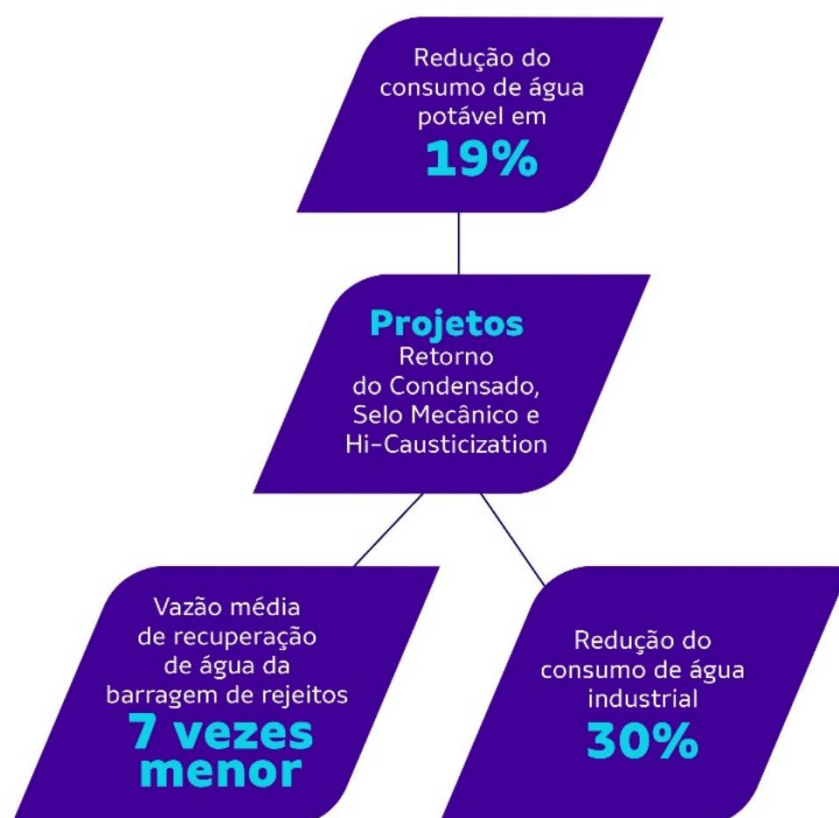 Redução do
consumo de água
potável em
19%
Projetos
Retorno
do Condensado,
Selo Mecânico e
Hi-Causticization
Vazão média
de recuperação
de água da
barragem de rejeitos
7 vezes
menor
Redução do
consumo de água
industrial
30%